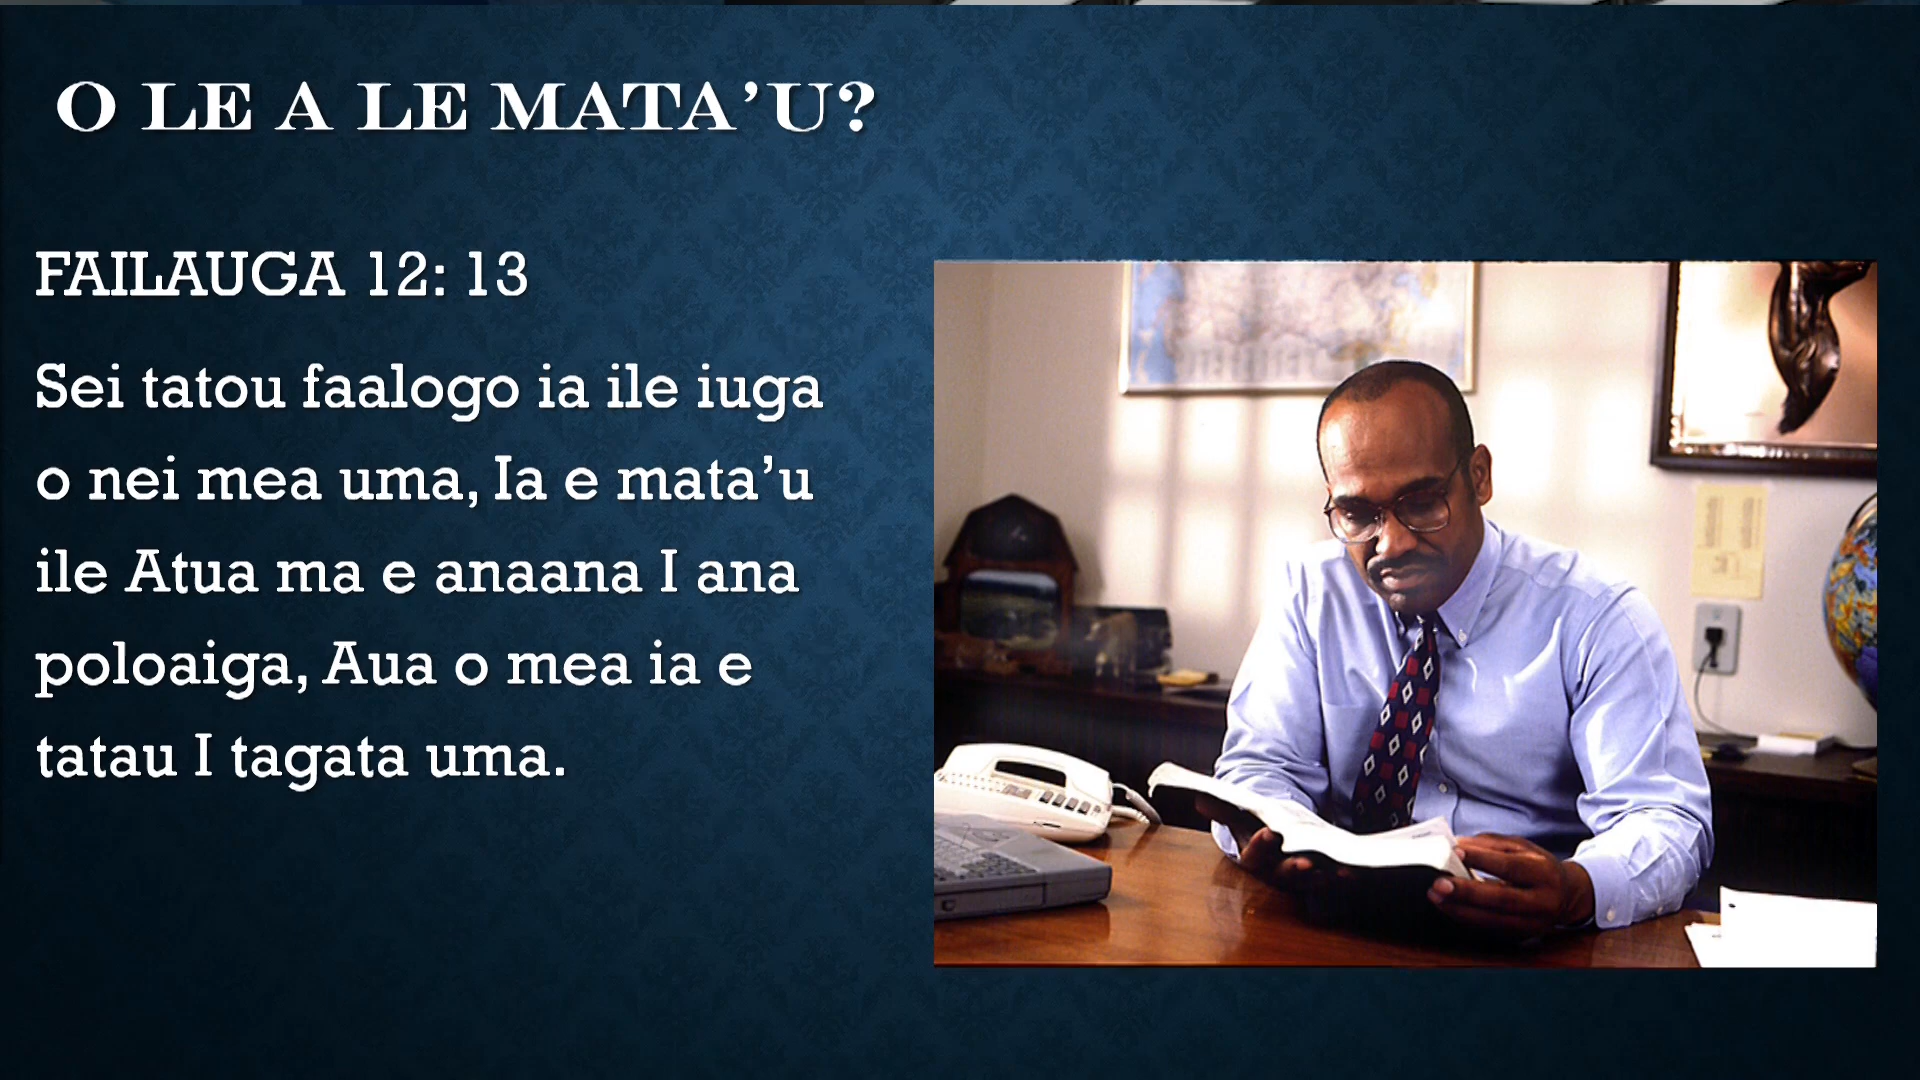 O LE A LE MATA’U?
FAILAUGA 12: 13
Sei tatou faalogo ia ile iuga
o nei mea uma, Ia e mata’u
ile Atua ma e anaana I ana
poloaiga, Aua o mea ia e
tatau I tagata uma.